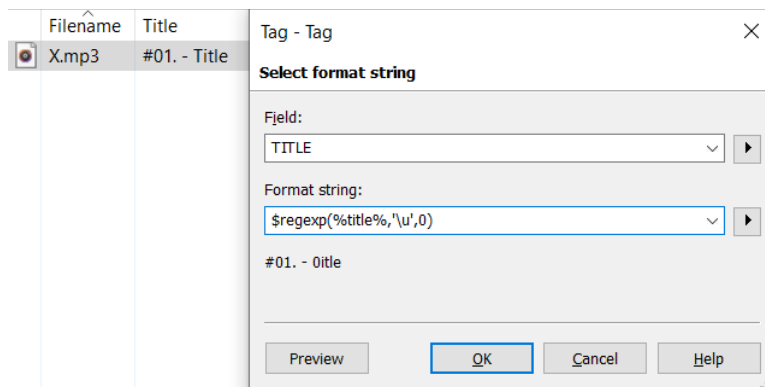 Filename Title
X.mp3 #01. - Title
Tag - Tag
Select format string
Field:
TITLE
Format string:
$regexp(%title%,'\u',0)
#01. - 0itle
Preview OK Cancel Help